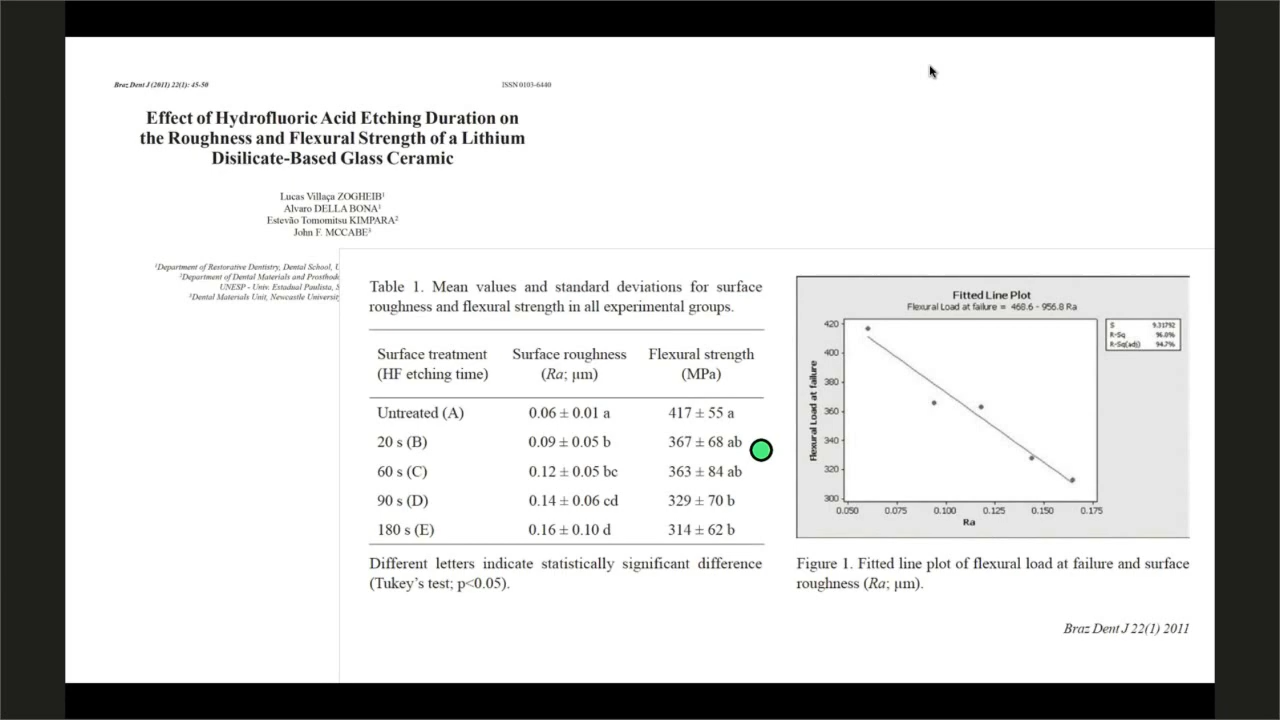 Braz Dent J (2011) 22(1): 45-50
ISSN 0103-6440
Effect of Hydrofluoric Acid Etching Duration on
the Roughness and Flexural Strength of a Lithium
Disilicate-Based Glass Ceramic
Lucas Villaça ZOGHEIB¹
Alvaro DELLA BONA¹
Estevão Tomomitsu KIMPARA²
John F. MCCABE³
¹Department of Restorative Dentistry, Dental School, U
²Department of Dental Materials and Prosthod
UNESP - Univ. Estadual Paulista, S
³Dental Materials Unit, Newcastle University
Table 1. Mean values and standard deviations for surface
roughness and flexural strength in all experimental groups.
Surface treatment Surface roughness Flexural strength
(HF etching time) (Ra; µm) (MPa)
Untreated (A) 0.06 ± 0.01 a 417 ± 55 a
20 s (B) 0.09 ± 0.05 b 367 ± 68 ab
60 s (C) 0.12 ± 0.05 bc 363 ± 84 ab
90 s (D) 0.14 ± 0.06 cd 329 ± 70 b
180 s (E) 0.16 ± 0.10 d 314 ± 62 b
Different letters indicate statistically significant difference
(Tukey's test; p<0.05).
Fitted Line Plot
Flexural Load at failure = 468.6 - 956.8 Ra
S 9.31792
R-Sq 96.0%
R-Sq(adj) 94.7%
Flexural Load at failure
420
400
380
360
340
320
300
0.050 0.075 0.100 0.125 0.150 0.175
Ra
Figure 1. Fitted line plot of flexural load at failure and surface
roughness (Ra; µm).
Braz Dent J 22(1) 2011